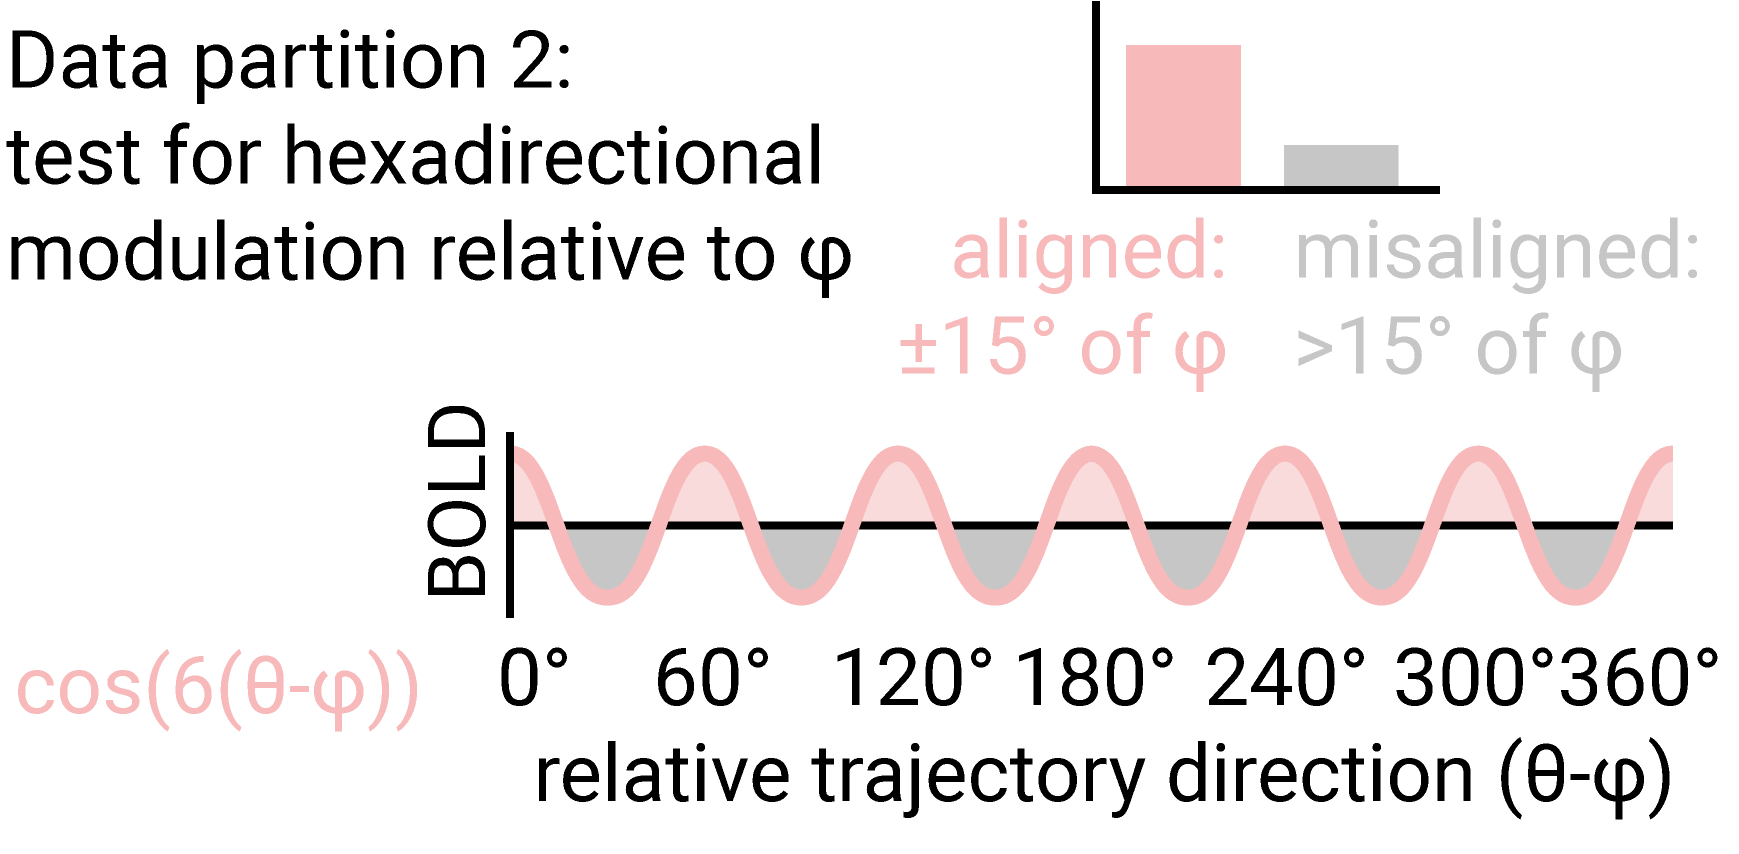 Data partition 2:
test for hexadirectional
modulation relative to φ
aligned:
±15° of φ
misaligned:
>15° of φ
BOLD
cos(6(θ-φ))
0° 60° 120° 180° 240° 300° 360°
relative trajectory direction (θ-φ)